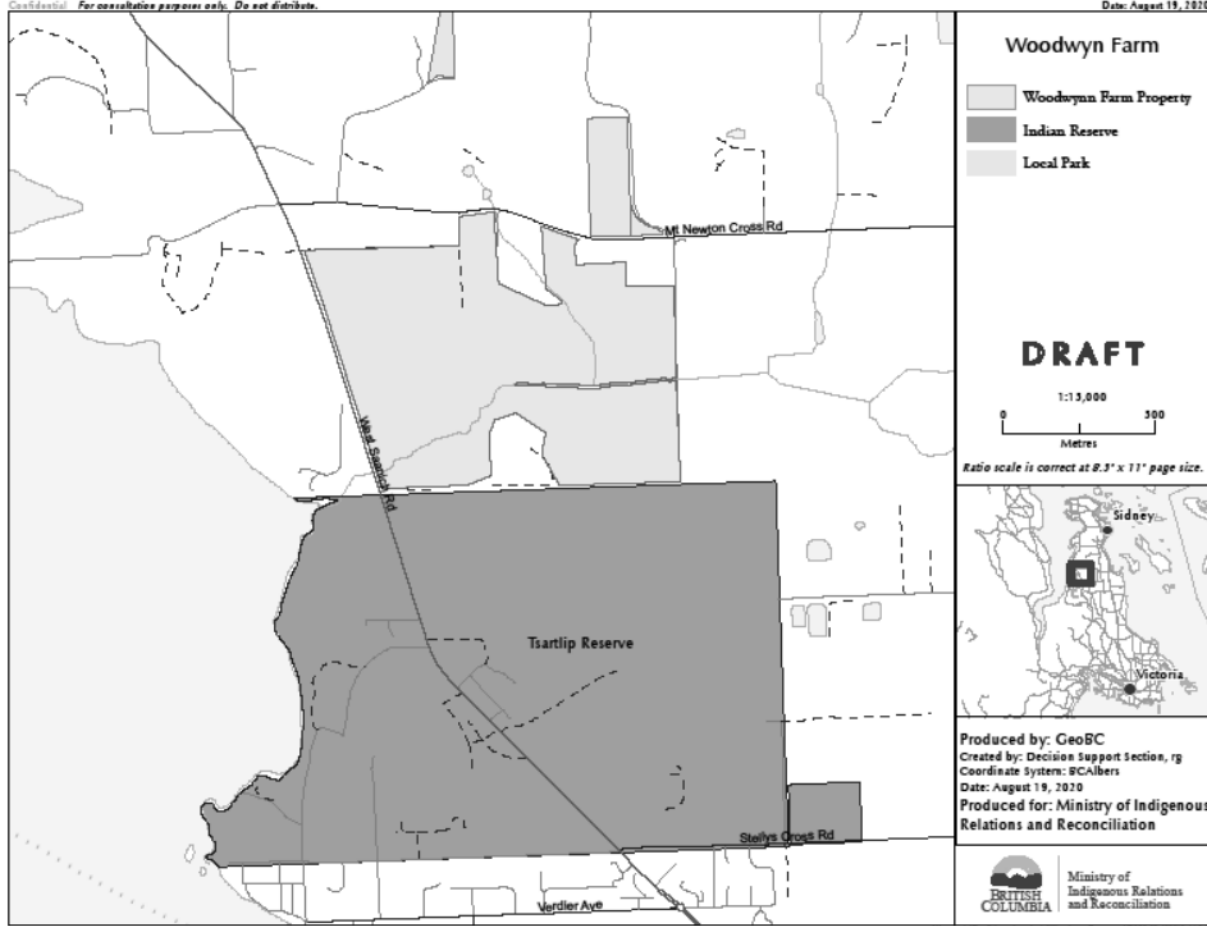 Confidential For consultation purposes only. Do not distribute.
Date: August 19, 2020
Woodwyn Farm
Woodwynn Farm Property
Indian Reserve
Local Park
Mt Newton Cross Rd
West Saanich Rd
Tsartlip Reserve
Stellys Cross Rd
Verdier Ave
DRAFT
1:13,000
0 300
Metres
Ratio scale is correct at 8.5" x 11" page size.
Sidney
Victoria
Produced by: GeoBC
Created by: Decision Support Section, rg
Coordinate System: BCAlbers
Date: August 19, 2020
Produced for: Ministry of Indigenous
Relations and Reconciliation
BRITISH
COLUMBIA
Ministry of
Indigenous Relations
and Reconciliation